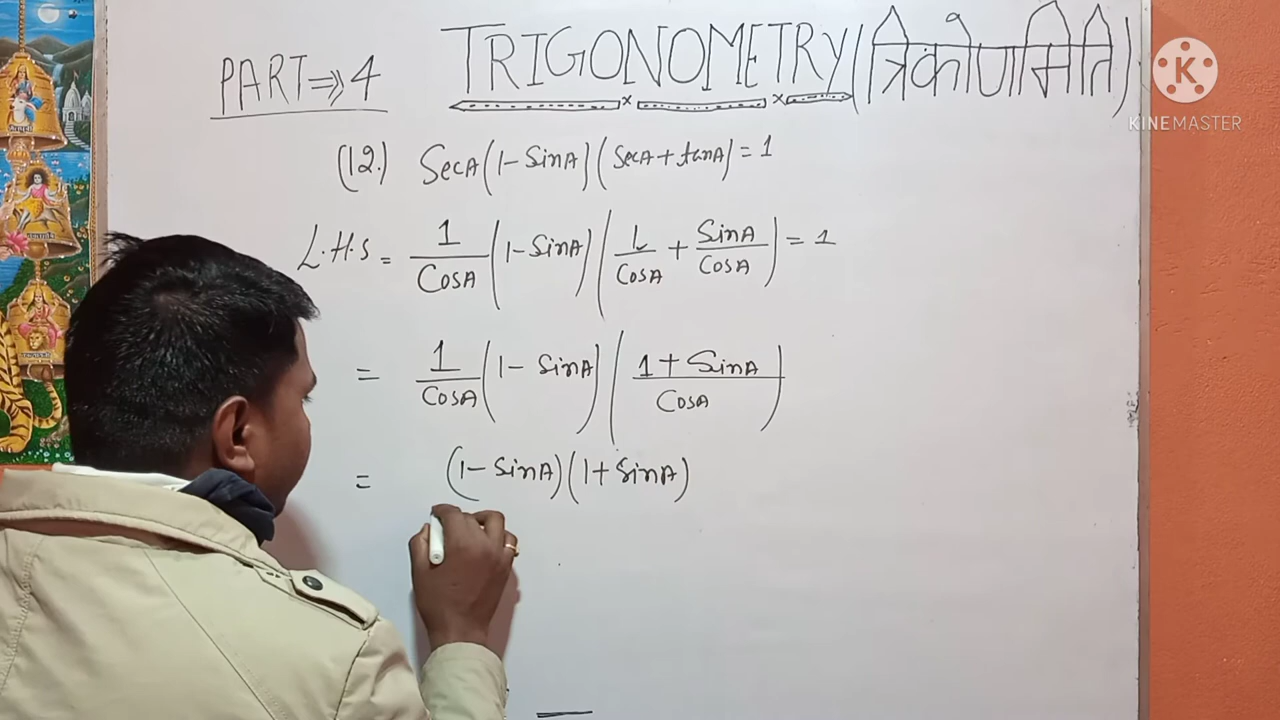 PART ⇒ 4
TRIGONOMETRY (त्रिकोणमिति)
K
KINEMASTER
(12.) SecA (1 - SinA) (SecA + tanA) = 1
L.H.S = 1/CosA (1 - SinA) (1/CosA + SinA/CosA) = 1
= 1/CosA (1 - SinA) (1 + SinA/CosA)
= (1 - SinA) (1 + SinA)